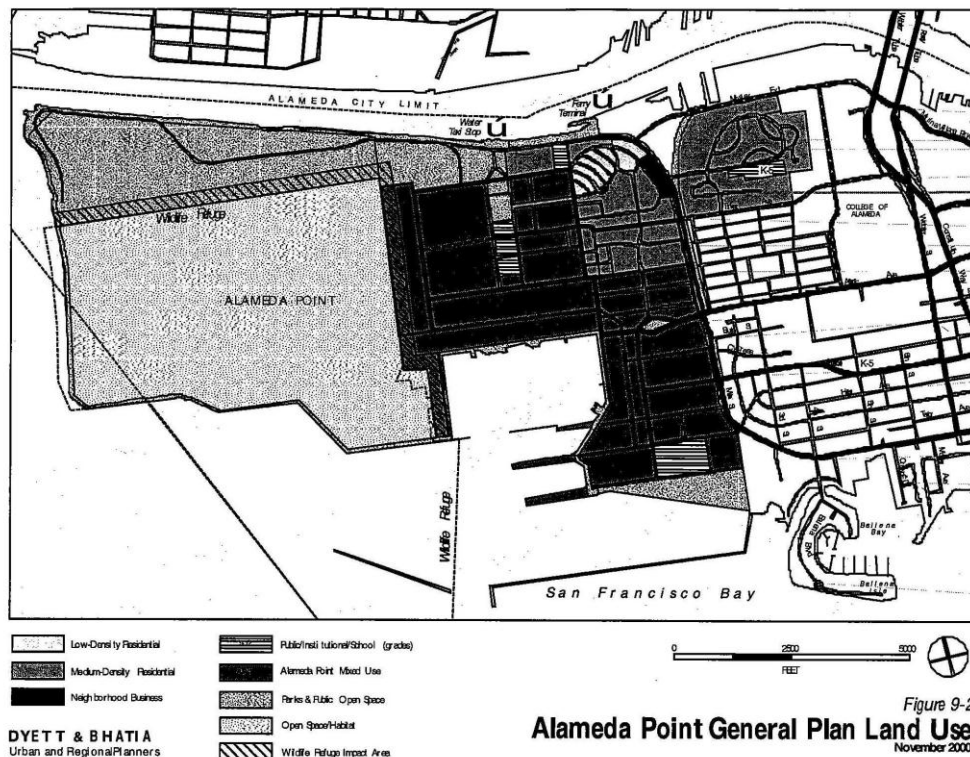 ALAMEDA CITY LIMIT
Water
Taxi Stop
Ferry
Terminal
K-5
COLLEGE OF
ALAMEDA
Wildlife Refuge
ALAMEDA POINT
K-5
Wildlife Refuge
Ballena Bay
Ballena
Bay
Ballena
Isle
San Francisco Bay
Low-Density Residential
Medium-Density Residential
Neighborhood Business
Public/Institutional/School (grades)
Alameda Point Mixed Use
Parks & Public Open Space
Open Space/Habitat
Wildlife Refuge Impact Area
0 2500 5000
FEET
DYETT & BHATIA
Urban and Regional Planners
Figure 9-2
Alameda Point General Plan Land Use
November 2000